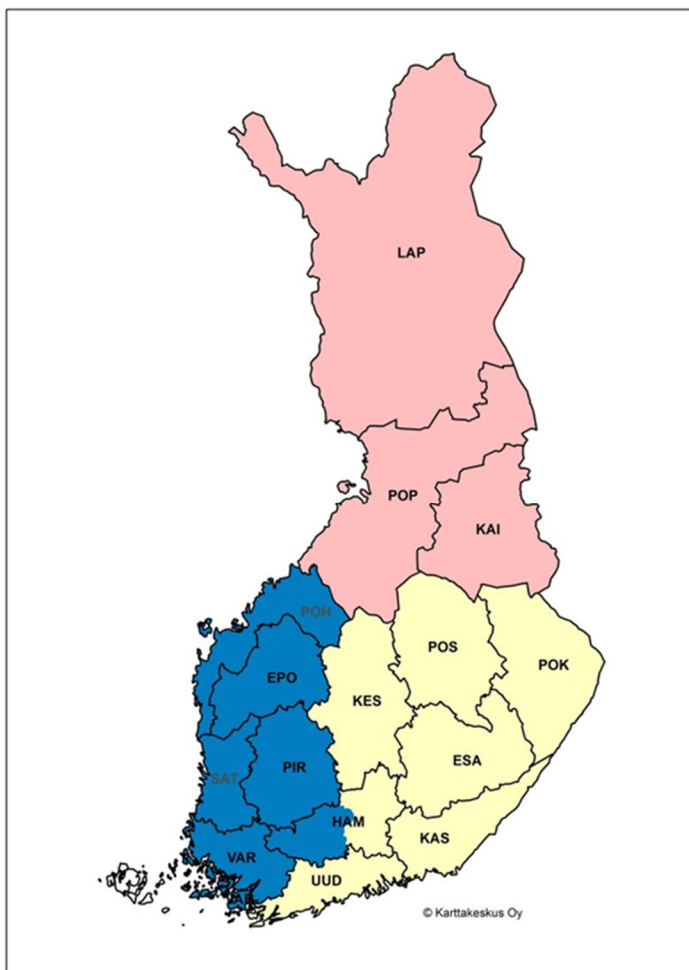 LAP
POP
KAI
POH
POS
POK
EPO
KES
ESA
PIR
SAT
HAM
KAS
VAR
UUD
© Karttakeskus Oy